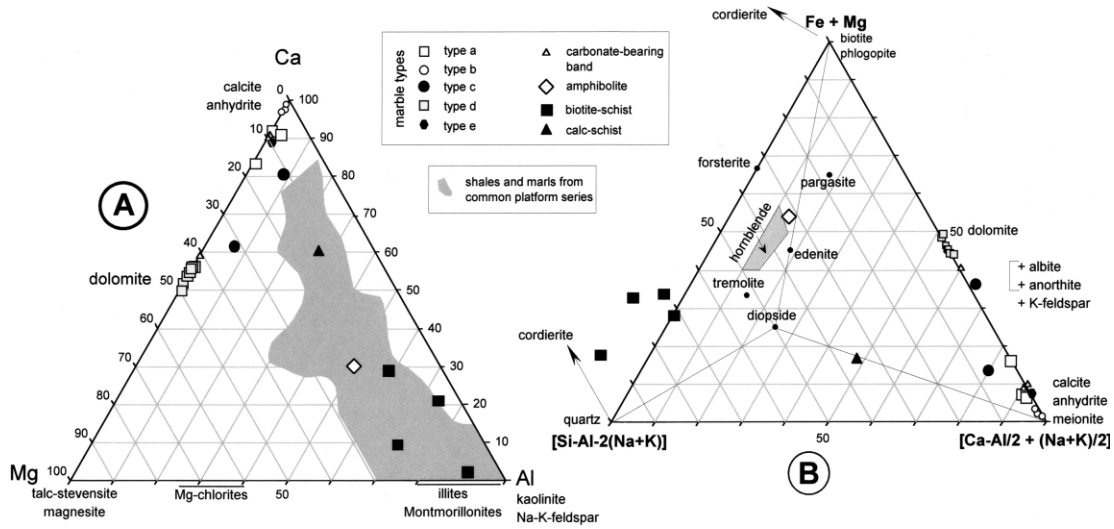 Ca
calcite
anhydrite
0
100
10
90
20
80
30
70
40
60
dolomite
50
50
60
40
70
30
80
20
90
10
Mg
100
Al
talc-stevensite
magnesite
Mg-chlorites
50
illites
Montmorillonites
kaolinite
Na-K-feldspar
A
marble types
type a
type b
type c
type d
type e
carbonate-bearing
band
amphibolite
biotite-schist
calc-schist
shales and marls from
common platform series
cordierite
Fe + Mg
biotite
phlogopite
forsterite
pargasite
50
hornblende
50 dolomite
edenite
+ albite
+ anorthite
+ K-feldspar
tremolite
diopside
cordierite
calcite
anhydrite
meionite
quartz
[Si-Al-2(Na+K)]
50
[Ca-Al/2 + (Na+K)/2]
B